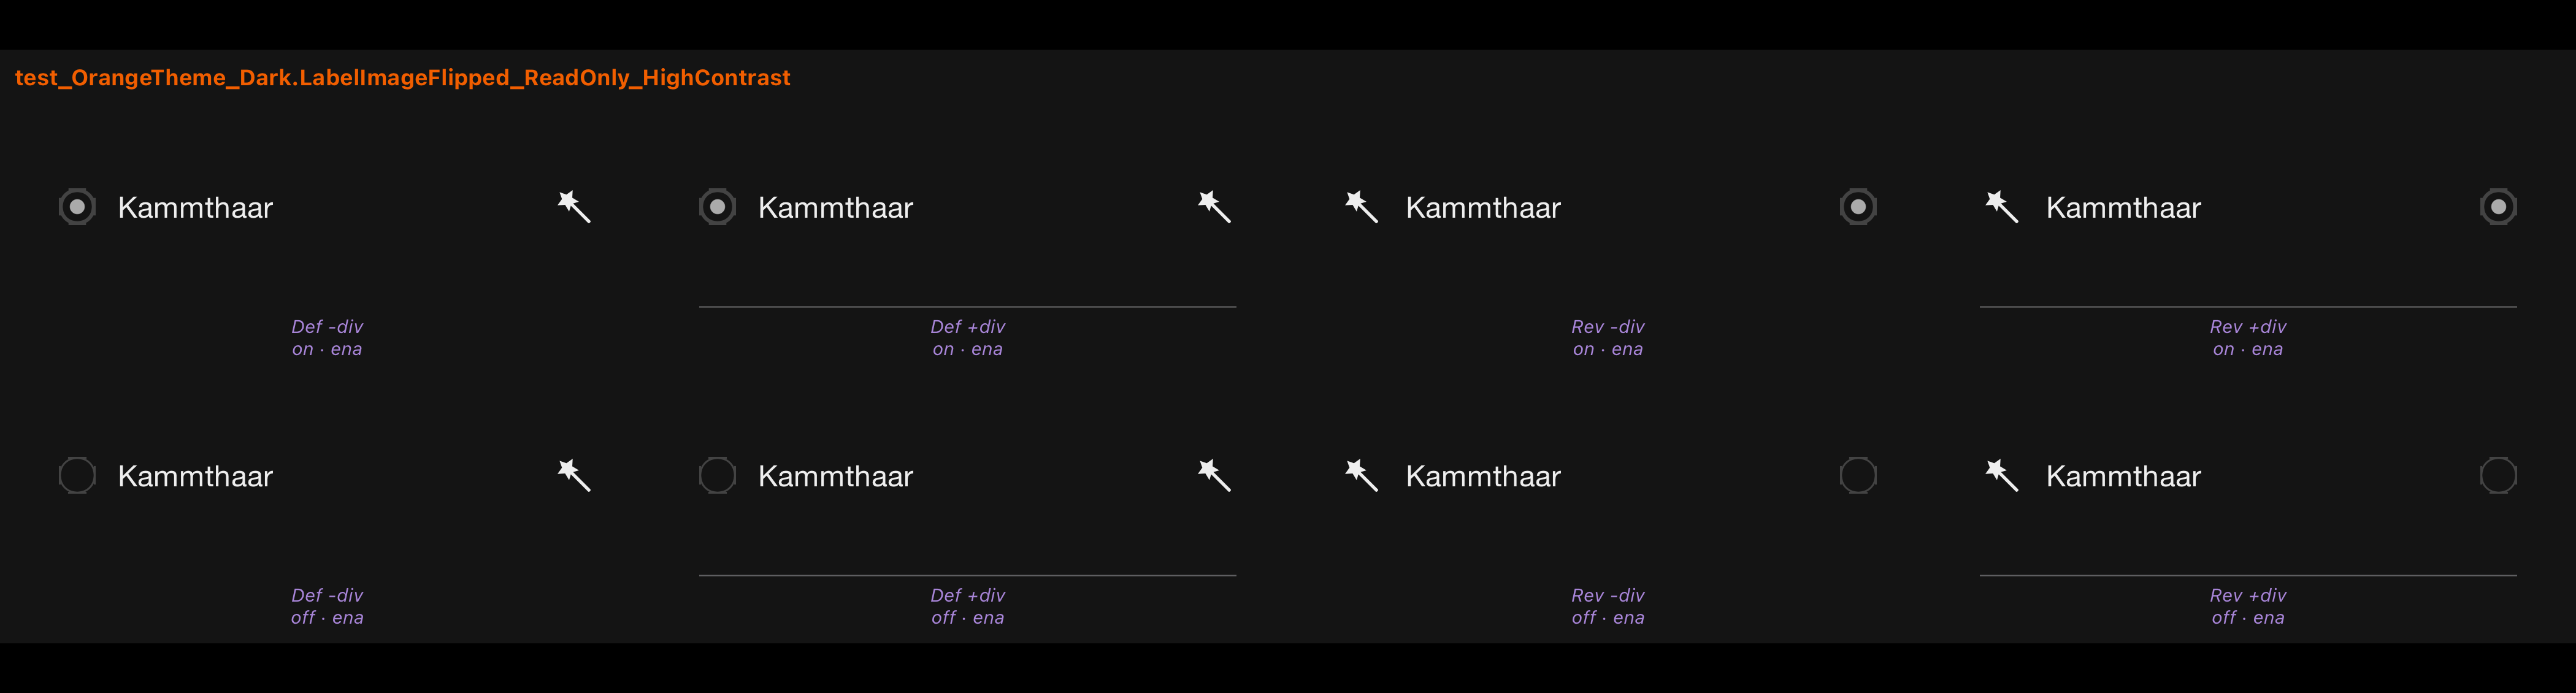 test_OrangeTheme_Dark.LabelImageFlipped_ReadOnly_HighContrast
Kammthaar
Kammthaar
Kammthaar
Kammthaar
Def -div
on · ena
Def +div
on · ena
Rev -div
on · ena
Rev +div
on · ena
Kammthaar
Kammthaar
Kammthaar
Kammthaar
Def -div
off · ena
Def +div
off · ena
Rev -div
off · ena
Rev +div
off · ena